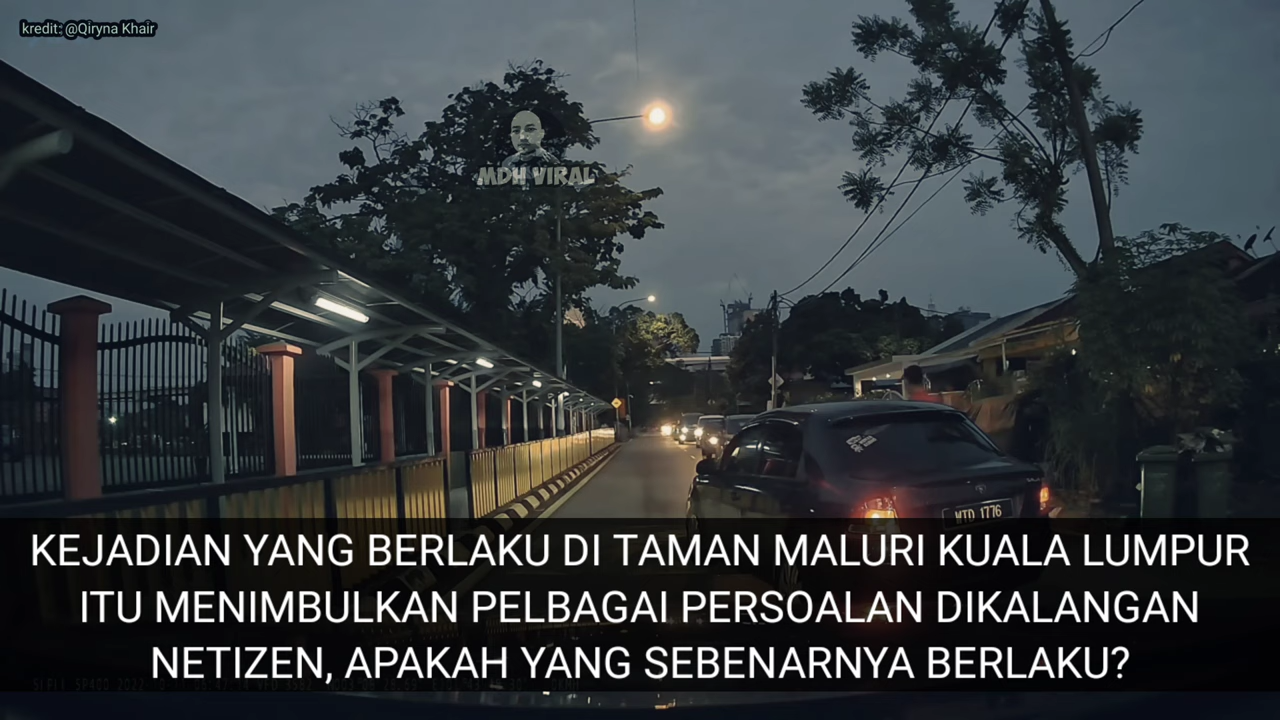 kredit: @Qiryna Khair
MDH VIRAL
WTD 1776
KEJADIAN YANG BERLAKU DI TAMAN MALURI KUALA LUMPUR
ITU MENIMBULKAN PELBAGAI PERSOALAN DIKALANGAN
NETIZEN, APAKAH YANG SEBENARNYA BERLAKU?